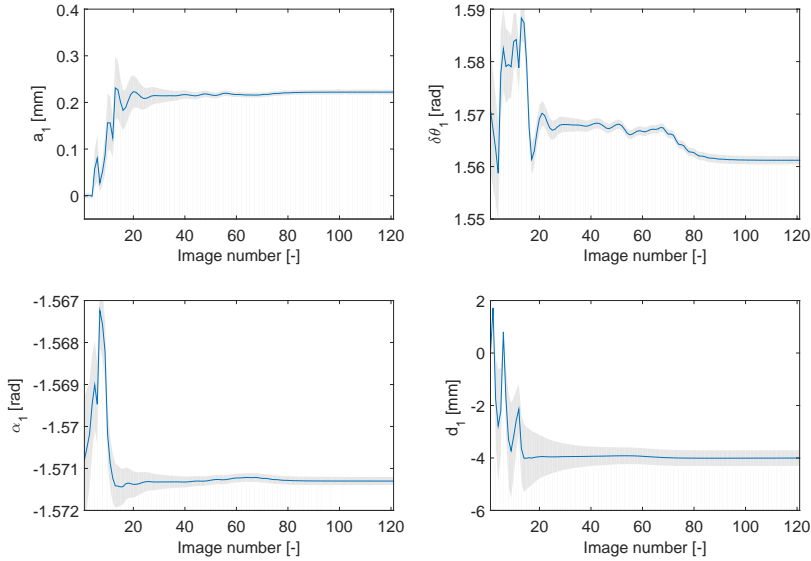 0.4
0.3
0.2
0.1
0
a1 [mm]
20 40 60 80 100 120
Image number [-]
1.59
1.58
1.57
1.56
1.55
δθ1 [rad]
20 40 60 80 100 120
Image number [-]
-1.567
-1.568
-1.569
-1.57
-1.571
-1.572
α1 [rad]
20 40 60 80 100 120
Image number [-]
2
0
-2
-4
-6
d1 [mm]
20 40 60 80 100 120
Image number [-]